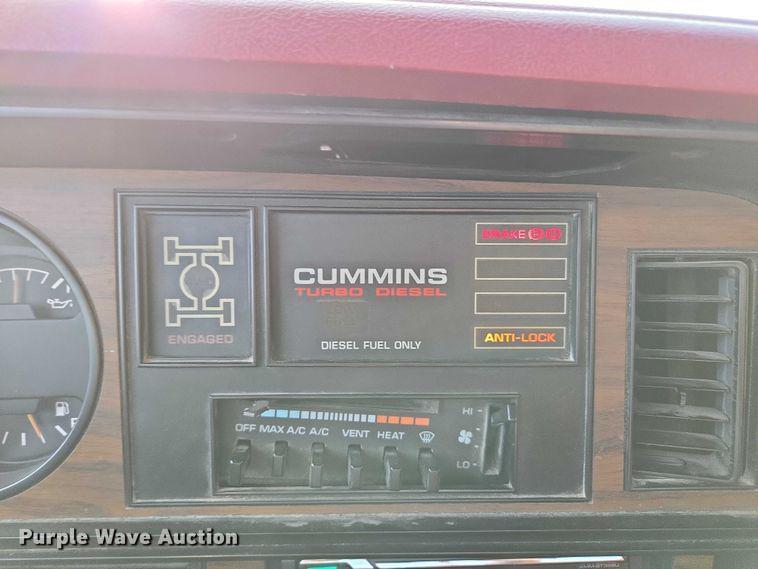 BRAKE
CUMMINS
TURBO DIESEL
ENGAGED
DIESEL FUEL ONLY
ANTI-LOCK
HI
OFF MAX A/C A/C VENT HEAT
LO
F
Purple Wave Auction®